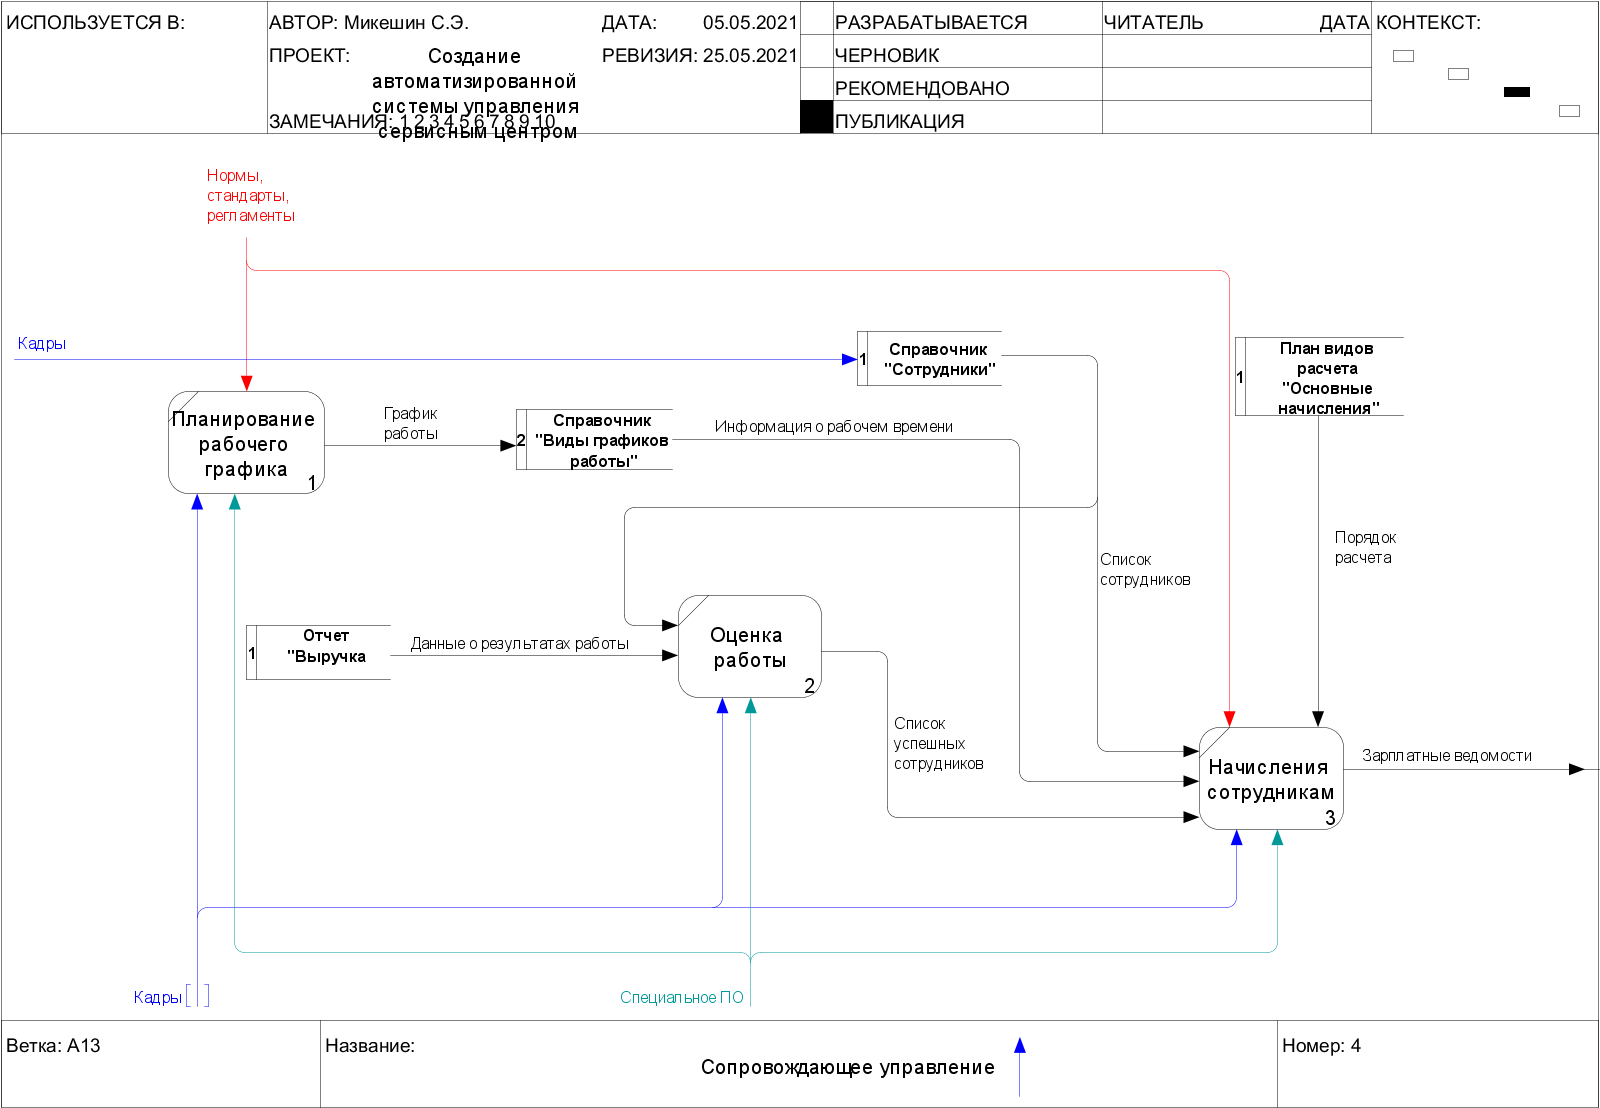 ИСПОЛЬЗУЕТСЯ В:
АВТОР: Микешин С.Э.
ДАТА: 05.05.2021
ПРОЕКТ:
Создание
автоматизированной
системы управления
сервисным центром
РЕВИЗИЯ: 25.05.2021
ЗАМЕЧАНИЯ: 1 2 3 4 5 6 7 8 9 10
РАЗРАБАТЫВАЕТСЯ
ЧЕРНОВИК
РЕКОМЕНДОВАНО
ПУБЛИКАЦИЯ
ЧИТАТЕЛЬ
ДАТА
КОНТЕКСТ:
Нормы,
стандарты,
регламенты
Кадры
1
Справочник
"Сотрудники"
1
План видов
расчета
"Основные
начисления"
Планирование
рабочего
графика
1
График
работы
2
Справочник
"Виды графиков
работы"
Информация о рабочем времени
Список
сотрудников
Порядок
расчета
1
Отчет
"Выручка
Данные о результатах работы
Оценка
работы
2
Список
успешных
сотрудников
Начисления
сотрудникам
3
Зарплатные ведомости
Кадры
Специальное ПО
Ветка: A13
Название:
Сопровождающее управление
Номер: 4